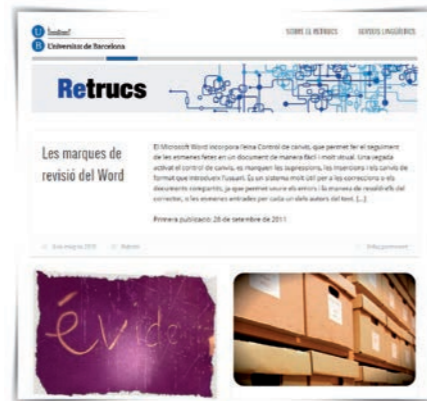 Universitat de Barcelona
SOBRE EL RETRUCS
SERVEIS LINGÜÍSTICS
Retrucs
Les marques de
revisió del Word
El Microsoft Word incorpora l'eina Control de canvis, que permet fer el seguiment
de les esmenes fetes en un document de manera fàcil i molt visual. Una vegada
activat el control de canvis, es marquen les supressions, les insercions i els canvis de
format que introdueix l'usuari. És un sistema molt útil per a les correccions o els
documents compartits, ja que permet veure els errors i la manera de resoldre'ls del
corrector, o les esmenes entrades per cada un dels autors del text. [...]
Primera publicació: 28 de setembre de 2011
évide